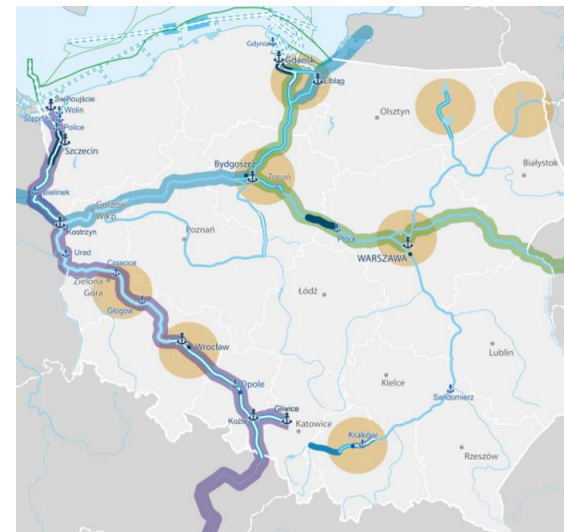 Gdynia
Gdańsk
Elbląg
Świnoujście
Wolin
Police
Szczecin
Olsztyn
Białystok
Bydgoszcz
Toruń
Bielinek
Gorzów
Wlkp.
Kostrzyn
Poznań
Płock
WARSZAWA
Urad
Cigacice
Zielona
Góra
Głogów
Łódź
Wrocław
Lublin
Opole
Kielce
Sandomierz
Koźle
Gliwice
Katowice
Kraków
Rzeszów